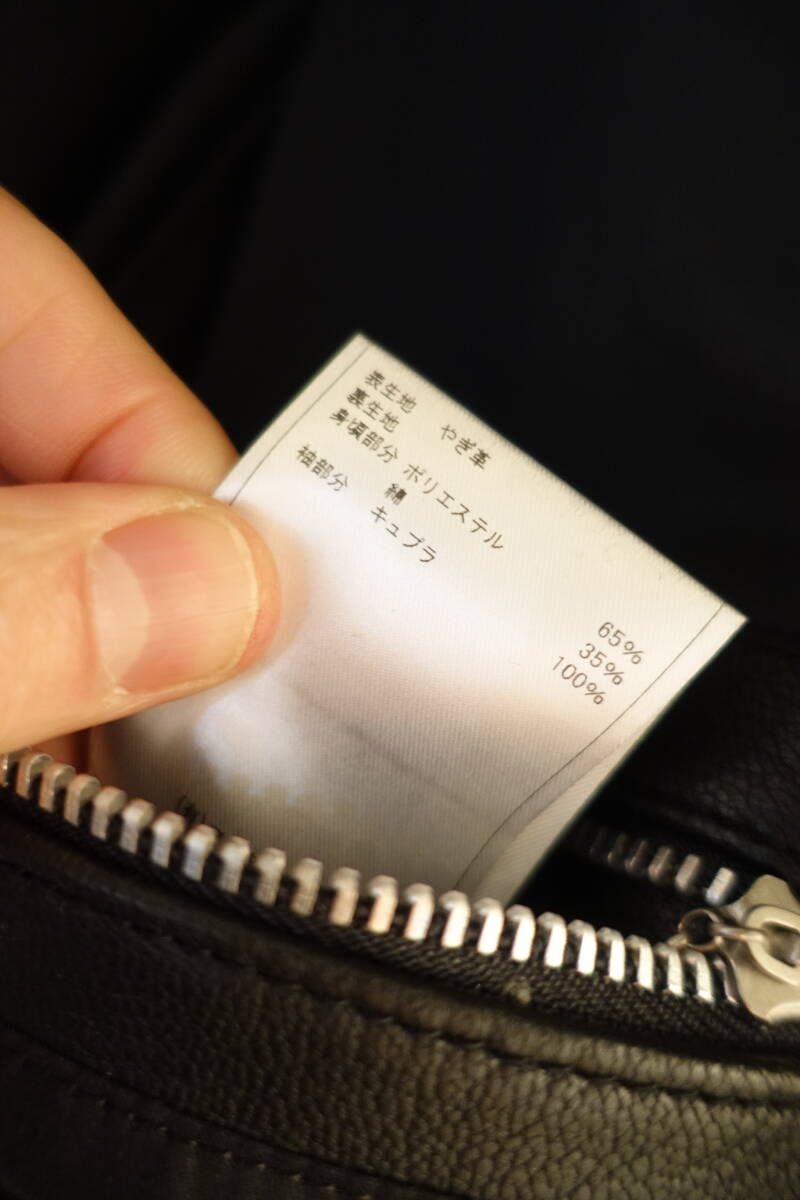 表生地 やぎ革
裏生地
身頃部分 ポリエステル 65%
綿 35%
袖部分 キュプラ 100%